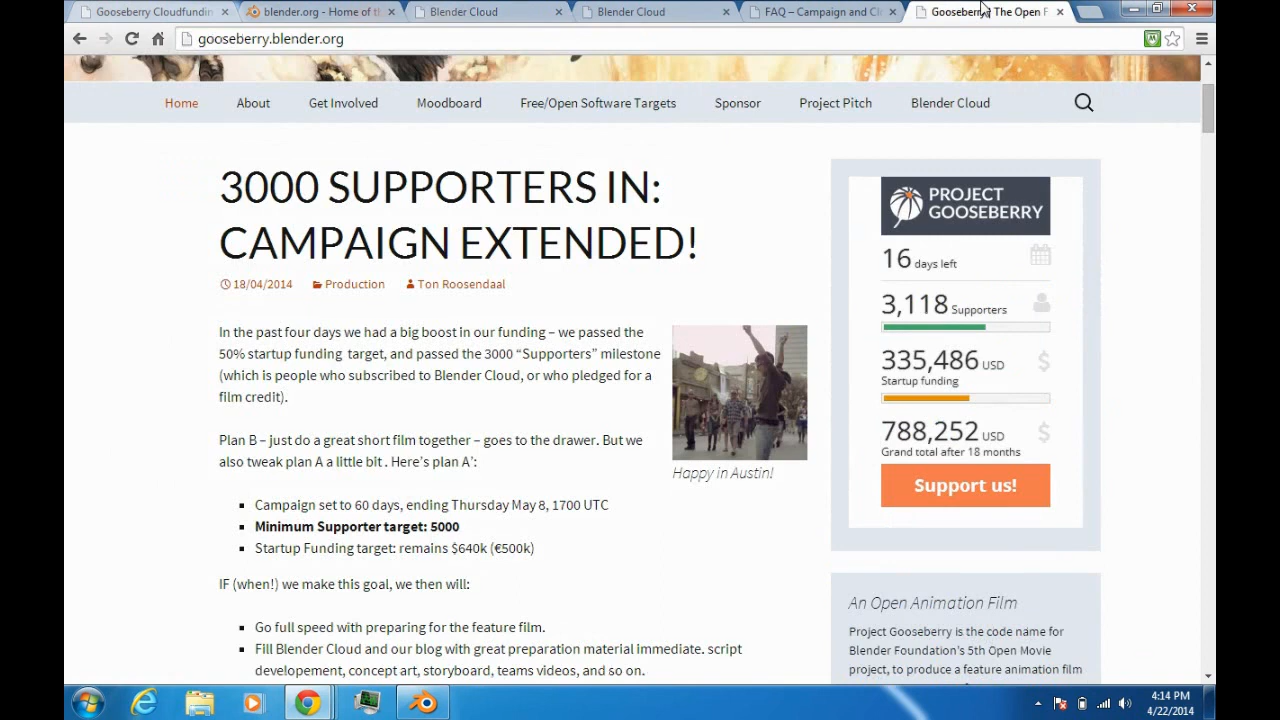 Gooseberry Cloudfundin
blender.org - Home of t
Blender Cloud
Blender Cloud
FAQ – Campaign and Cl
Gooseberry The Open F
gooseberry.blender.org
Home About Get Involved Moodboard Free/Open Software Targets Sponsor Project Pitch Blender Cloud
3000 SUPPORTERS IN:
CAMPAIGN EXTENDED!
18/04/2014 Production Ton Roosendaal
In the past four days we had a big boost in our funding – we passed the
50% startup funding target, and passed the 3000 “Supporters” milestone
(which is people who subscribed to Blender Cloud, or who pledged for a
film credit).
Happy in Austin!
Plan B – just do a great short film together – goes to the drawer. But we
also tweak plan A a little bit . Here’s plan A’:
Campaign set to 60 days, ending Thursday May 8, 1700 UTC
Minimum Supporter target: 5000
Startup Funding target: remains $640k (€500k)
IF (when!) we make this goal, we then will:
Go full speed with preparing for the feature film.
Fill Blender Cloud and our blog with great preparation material immediate. script
developement, concept art, storyboard, teams videos, and so on.
PROJECT
GOOSEBERRY
16 days left
3,118 Supporters
335,486 USD
Startup funding
$
788,252 USD
Grand total after 18 months
$
Support us!
An Open Animation Film
Project Gooseberry is the code name for
Blender Foundation’s 5th Open Movie
project, to produce a feature animation film
4:14 PM
4/22/2014